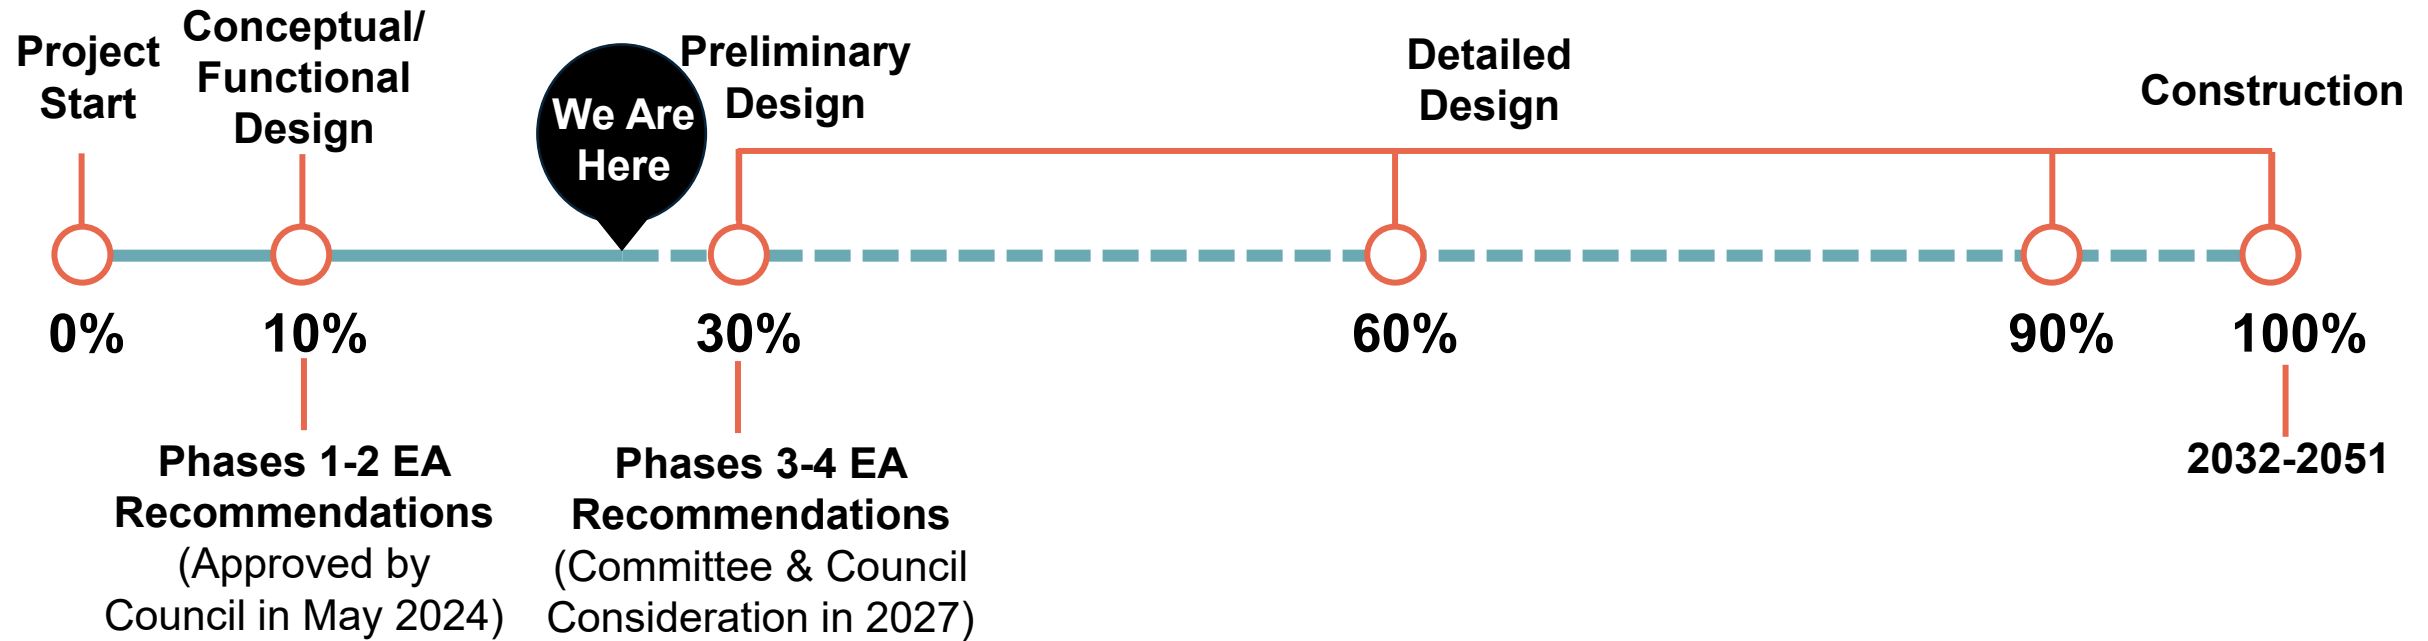 Project
Start
Conceptual/
Functional
Design
We Are
Here
Preliminary
Design
Detailed
Design
Construction
0%
10%
30%
60%
90%
100%
Phases 1-2 EA
Recommendations
(Approved by
Council in May 2024)
Phases 3-4 EA
Recommendations
(Committee & Council
Consideration in 2027)
2032-2051